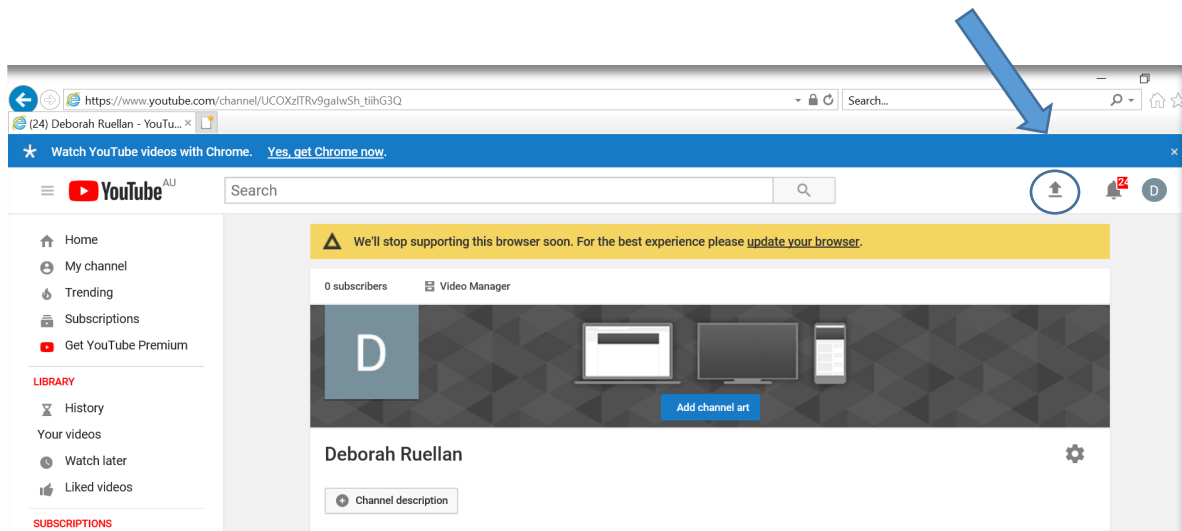 https://www.youtube.com/channel/UCOXzlTRv9galwSh_tiihG3Q
Search...
(24) Deborah Ruellan - YouTu...
Watch YouTube videos with Chrome. Yes, get Chrome now.
YouTube AU
Search
24
D
Home
My channel
Trending
Subscriptions
Get YouTube Premium
LIBRARY
History
Your videos
Watch later
Liked videos
SUBSCRIPTIONS
We'll stop supporting this browser soon. For the best experience please update your browser.
0 subscribers
Video Manager
D
Add channel art
Deborah Ruellan
Channel description